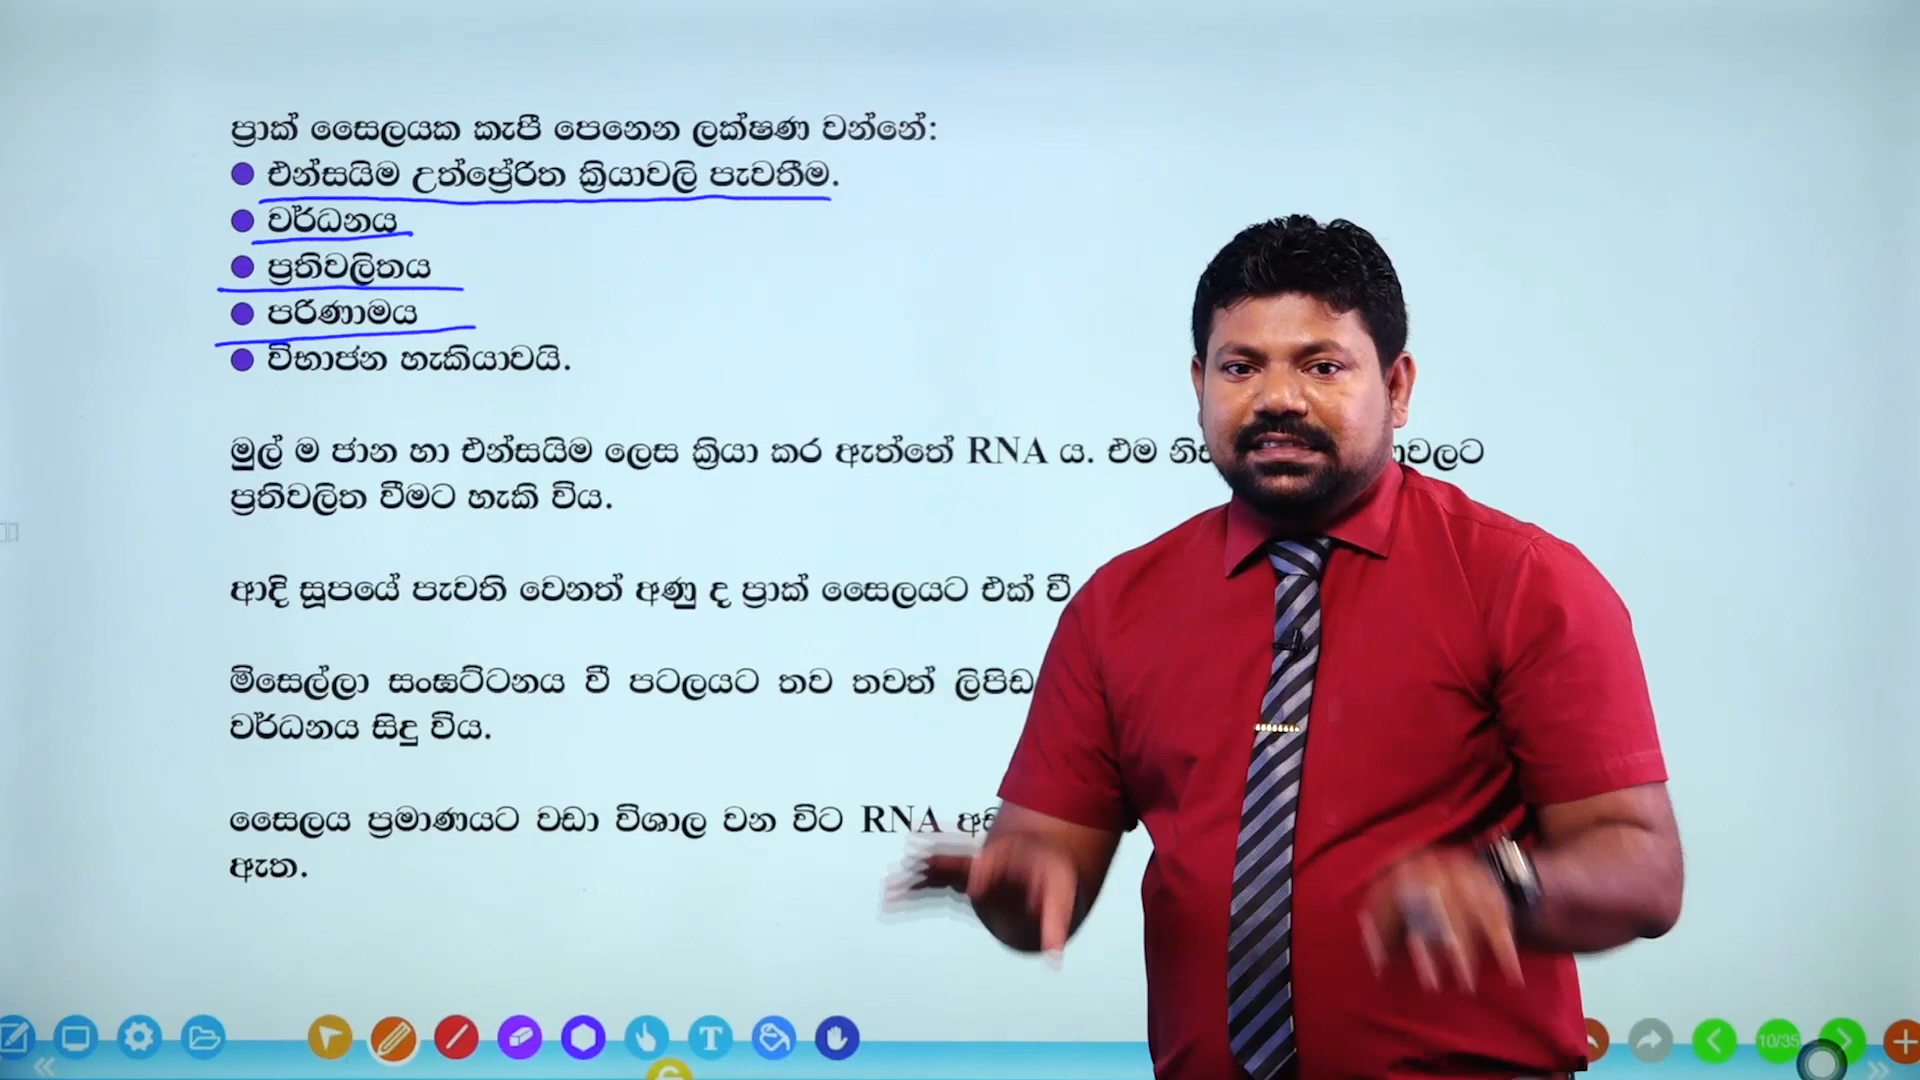 ප්‍රාක් සෛලයක කැපී පෙනෙන ලක්ෂණ වන්නේ:
● එන්සයිම උත්ප්‍රේරිත ක්‍රියාවලි පැවතීම.
● වර්ධනය
● ප්‍රතිවලිතය
● පරිණාමය
● විභාජන හැකියාවයි.
මුල් ම ජාන හා එන්සයිම ලෙස ක්‍රියා කර ඇත්තේ RNA ය. එම
ප්‍රතිවලිත වීමට හැකි විය.
ආදි සූපයේ පැවති වෙනත් අණු ද ප්‍රාක් සෛලයට එක් වී
මිසෙල්ලා සංඝට්ටනය වී පටලයට තව තවත් ලිපිඩ
වර්ධනය සිදු විය.
සෛලය ප්‍රමාණයට වඩා විශාල වන විට RNA
ඇත.
T
10/35